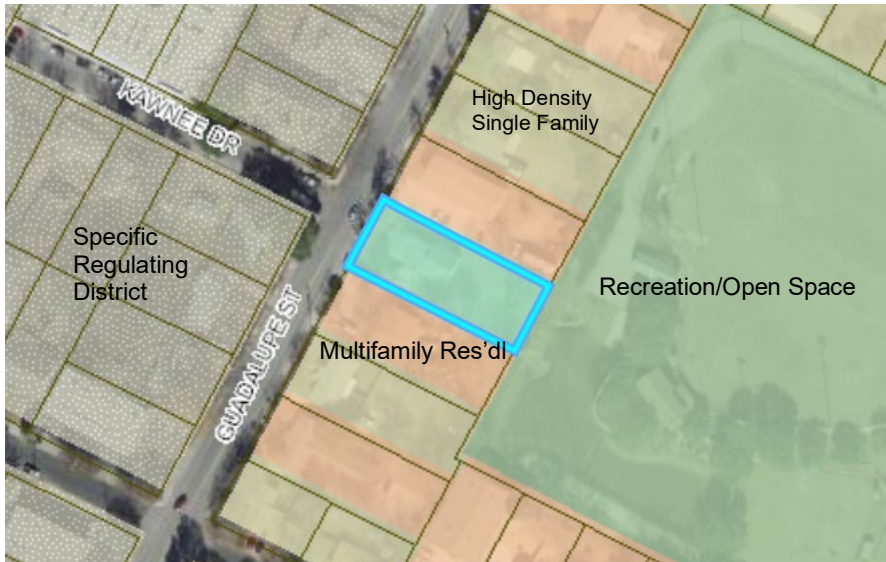 KAWNEE DR
High Density
Single Family
Specific
Regulating
District
GUADALUPE ST
Recreation/Open Space
Multifamily Res'dl